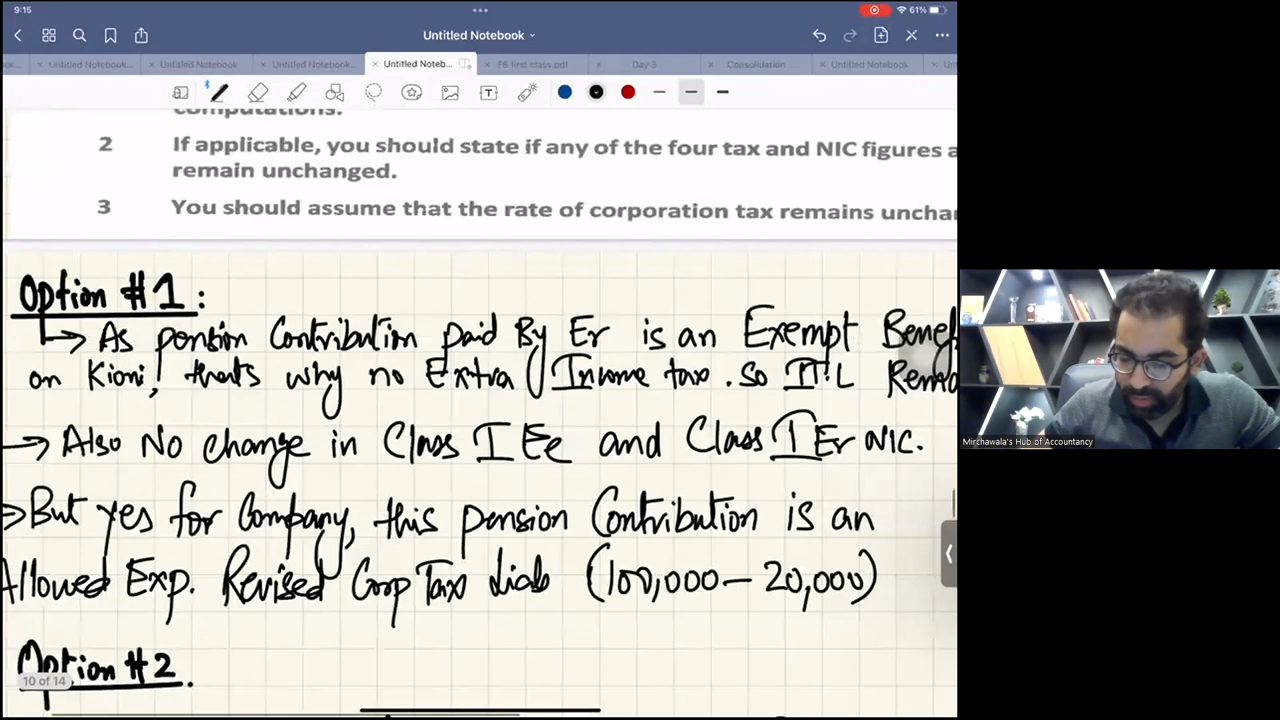 9:15
61%
Untitled Notebook
Untitled Notebook...
Untitled Notebook
Untitled Notebook...
Untitled Noteb...
F6 first class.pdf
Day 3
Consolidation
Untitled Notebook
computations.
2 If applicable, you should state if any of the four tax and NIC figures a
remain unchanged.
3 You should assume that the rate of corporation tax remains unchan
Option #1:
As pension Contribution paid By Er is an Exempt Benef
on Kioni, that's why no Extra Income tax. so ITL Rema
Also No change in Class I Ee and Class I Er NIC.
But yes for Company, this pension Contribution is an
Allowed Exp. Revised Corp Tax Liab (100,000 - 20,000)
Option #2.
10 of 14
Mirchawala's Hub of Accountancy